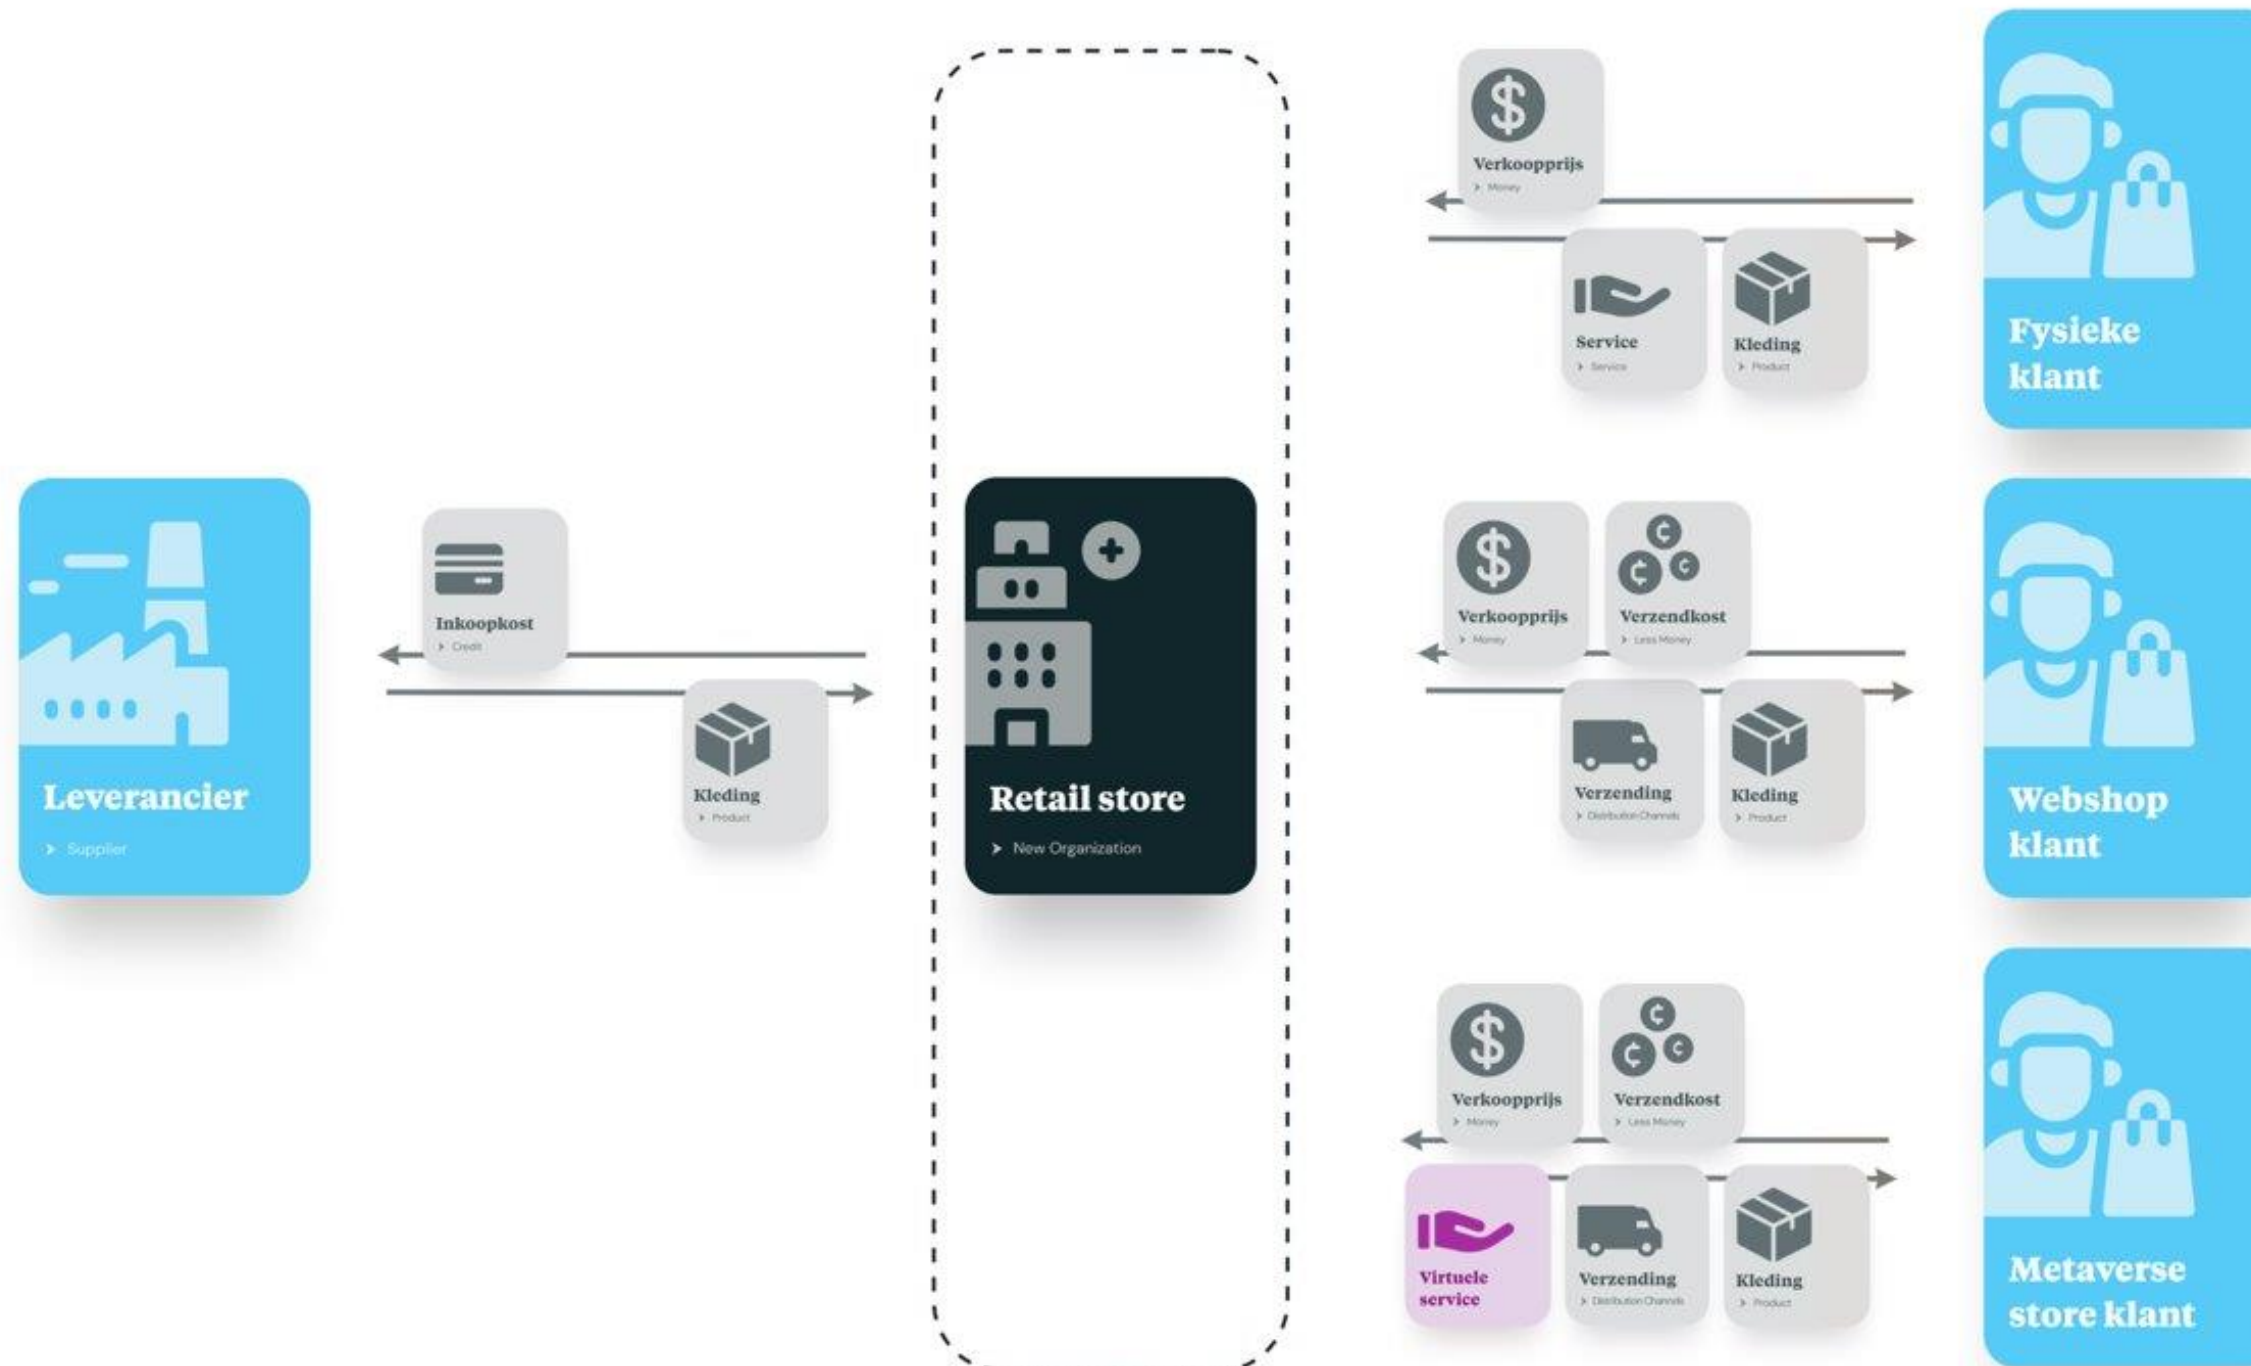 Verkoopprijs
Money
Service
Service
Kleding
Product
Fysieke
klant
Leverancier
Supplier
Inkoopkost
Credit
Kleding
Product
Retail store
New Organization
Verkoopprijs
Money
Verzendkost
Less Money
Verzending
Distribution Channels
Kleding
Product
Webshop
klant
Verkoopprijs
Money
Verzendkost
Less Money
Virtuele
service
Verzending
Distribution Channels
Kleding
Product
Metaverse
store klant